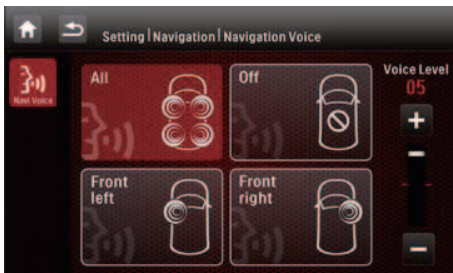 Setting | Navigation | Navigation Voice
Navi Voice
All
Off
Voice Level
05
Front
left
Front
right